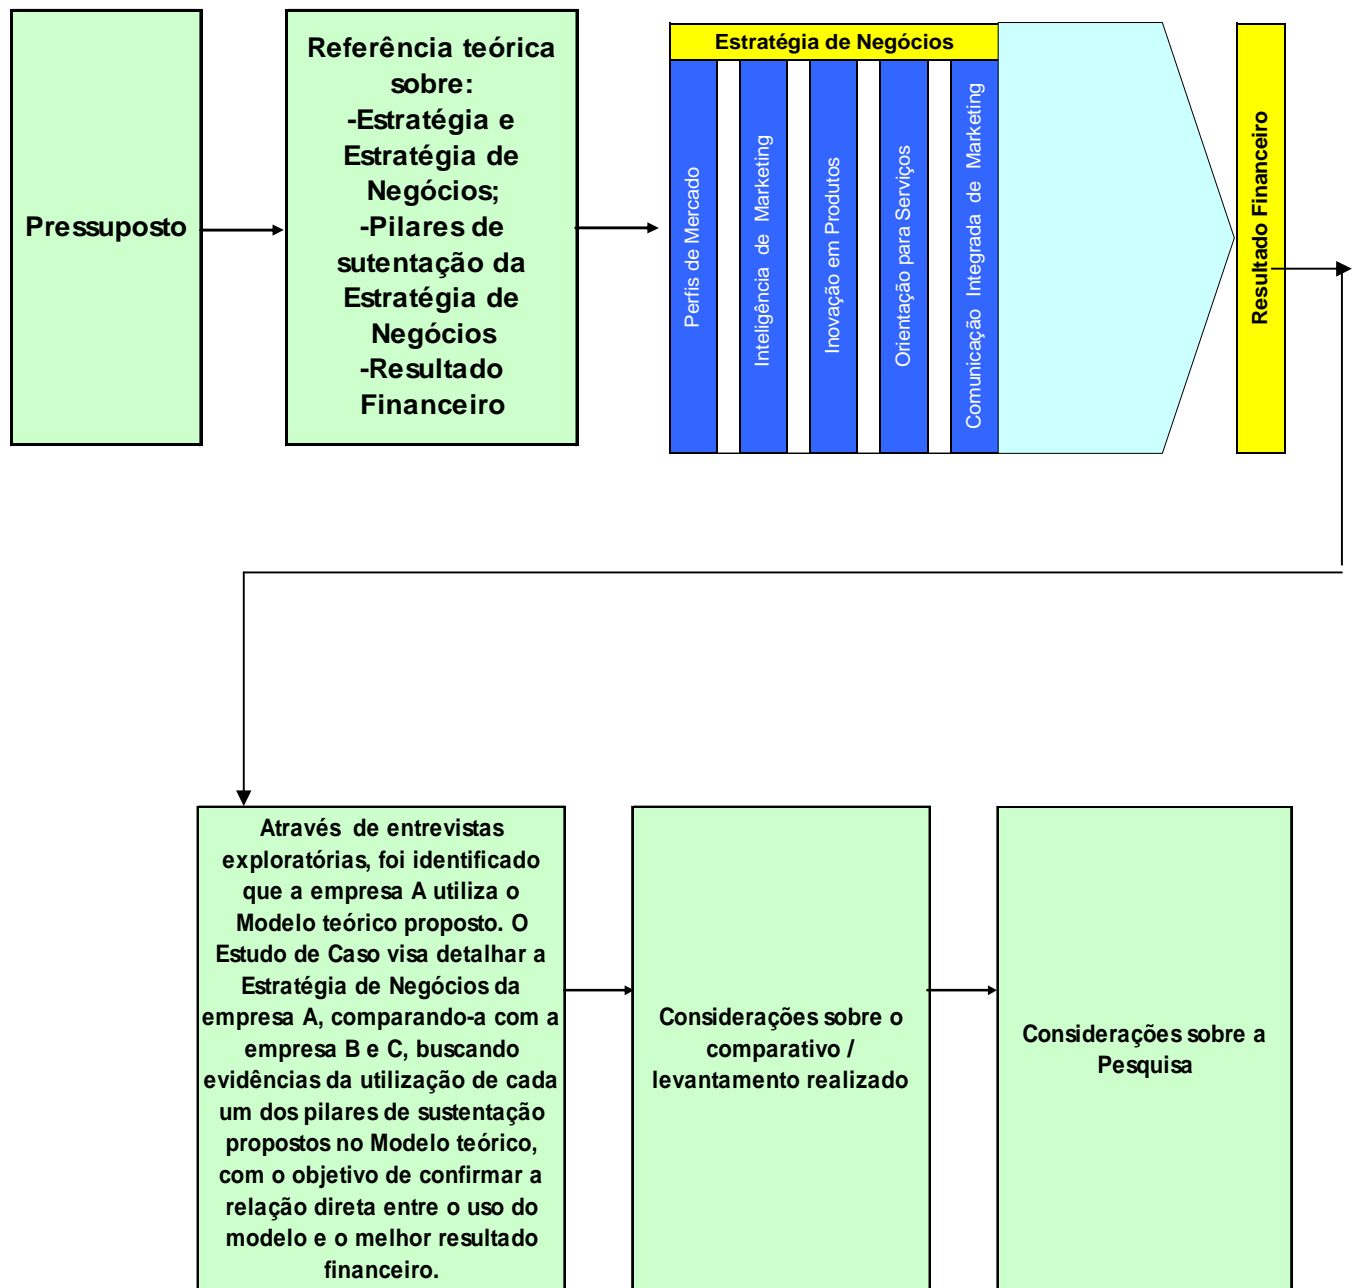 Pressuposto
Referência teórica
sobre:
-Estratégia e
Estratégia de
Negócios;
-Pilares de
sutentação da
Estratégia de
Negócios
-Resultado
Financeiro
Estratégia de Negócios
Perfis de Mercado
Inteligência de Marketing
Inovação em Produtos
Orientação para Serviços
Comunicação Integrada de Marketing
Resultado Financeiro
Através de entrevistas
exploratórias, foi identificado
que a empresa A utiliza o
Modelo teórico proposto. O
Estudo de Caso visa detalhar a
Estratégia de Negócios da
empresa A, comparando-a com a
empresa B e C, buscando
evidências da utilização de cada
um dos pilares de sustentação
propostos no Modelo teórico,
com o objetivo de confirmar a
relação direta entre o uso do
modelo e o melhor resultado
financeiro.
Considerações sobre o
comparativo /
levantamento realizado
Considerações sobre a
Pesquisa